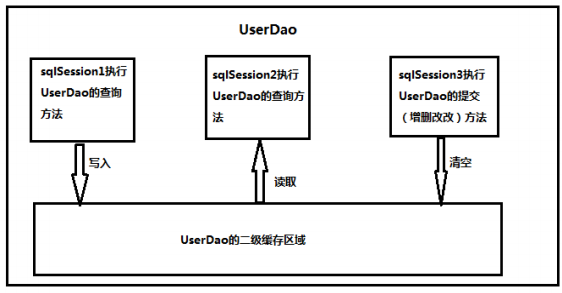 UserDao
sqlSession1执行
UserDao的查询
方法
sqlSession2执行
UserDao的查询方
法
sqlSession3执行
UserDao的提交
（增删改改）方法
写入
读取
清空
UserDao的二级缓存区域